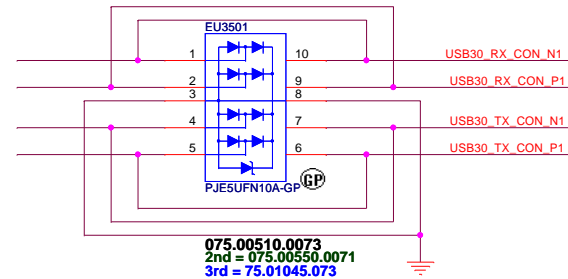 EU3501
1 10 USB30_RX_CON_N1
2 9 USB30_RX_CON_P1
3 8
4 7 USB30_TX_CON_N1
5 6 USB30_TX_CON_P1
PJE5UFN10A-GP GP
075.00510.0073
2nd = 075.00550.0071
3rd = 75.01045.073